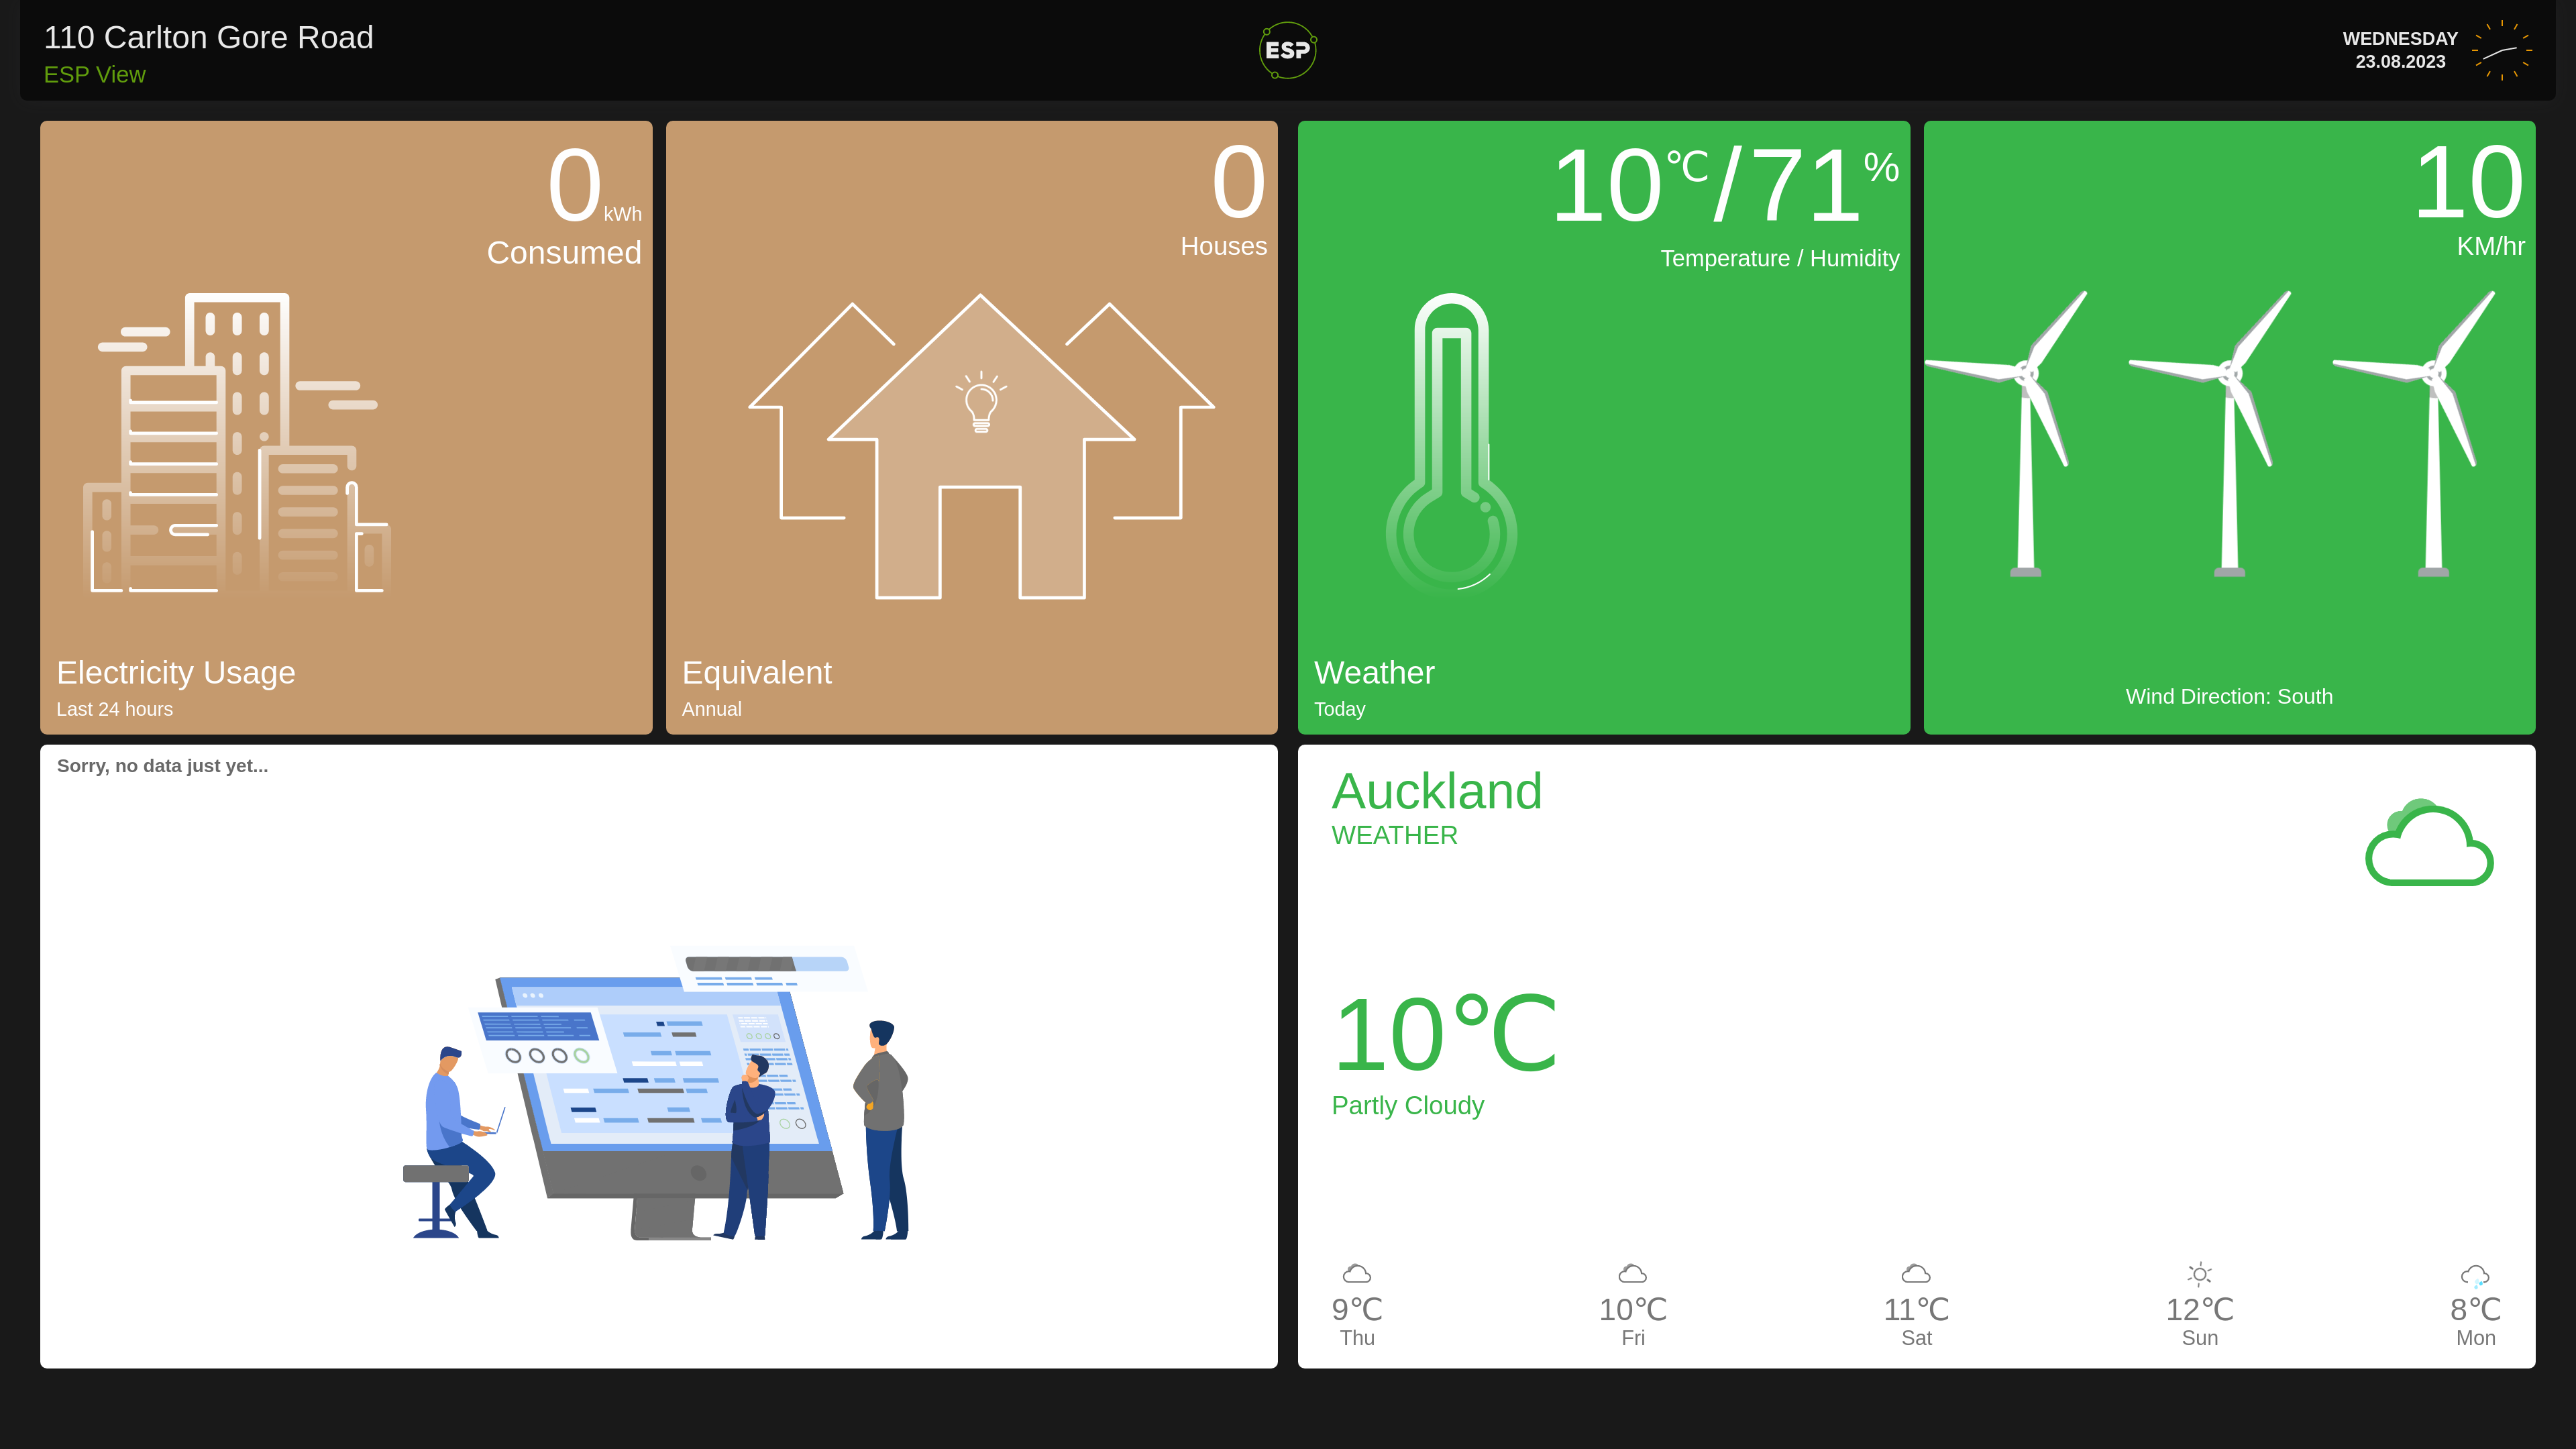 110 Carlton Gore Road
ESP View
ESP
WEDNESDAY
23.08.2023
0 kWh
Consumed
Electricity Usage
Last 24 hours
0
Houses
Equivalent
Annual
10℃/71%
Temperature / Humidity
Weather
Today
10
KM/hr
Wind Direction: South
Sorry, no data just yet...
Auckland
WEATHER
10℃
Partly Cloudy
9℃ 10℃ 11℃ 12℃ 8℃
Thu Fri Sat Sun Mon